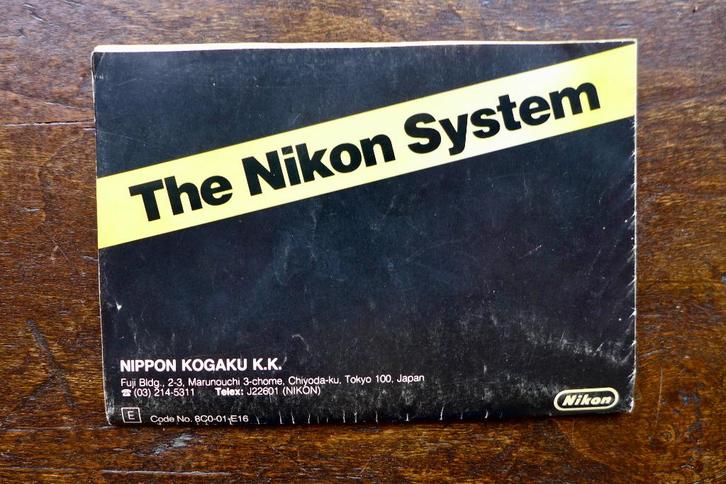 The Nikon System
NIPPON KOGAKU K.K.
Fuji Bldg., 2-3, Marunouchi 3-chome, Chiyoda-ku, Tokyo 100, Japan
☎ (03) 214-5311 Telex: J22601 (NIKON)
E Code No. 8C0-01-E16
Nikon